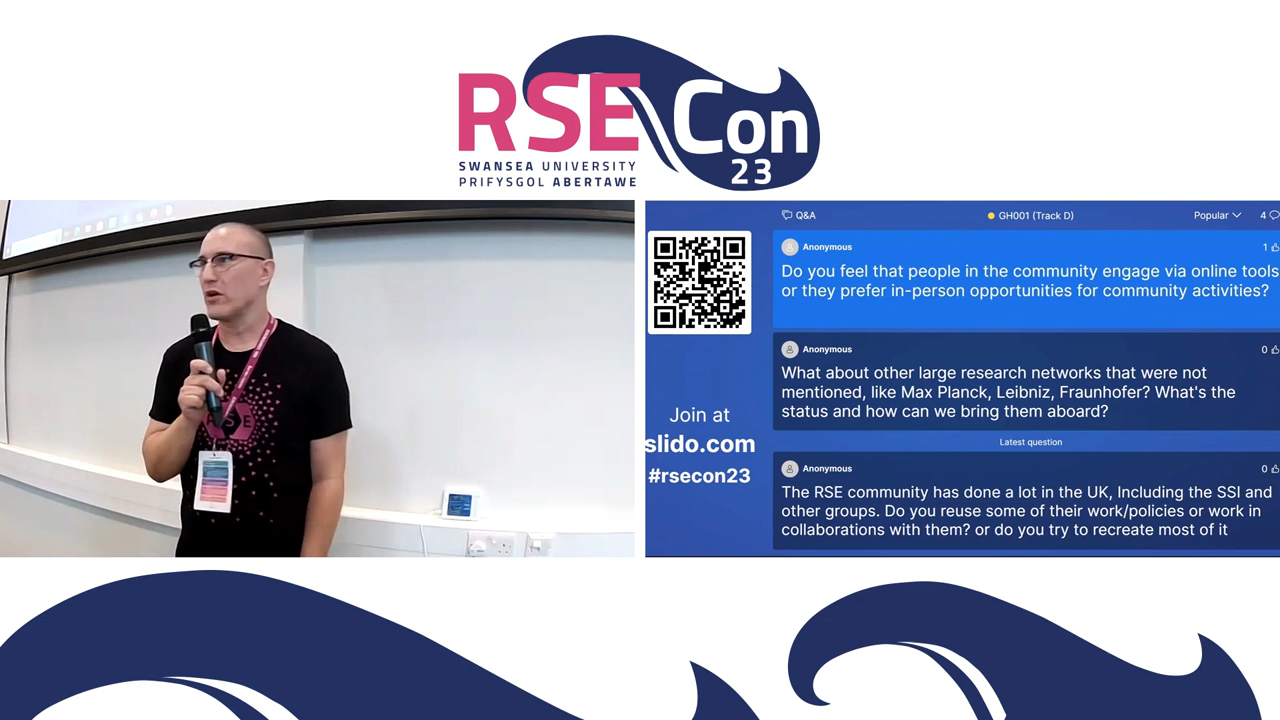 RSE Con
23
SWANSEA UNIVERSITY
PRIFYSGOL ABERTAWE
Q&A
GH001 (Track D)
Popular
4
Join at
slido.com
#rsecon23
Anonymous
1
Do you feel that people in the community engage via online tools
or they prefer in-person opportunities for community activities?
Anonymous
0
What about other large research networks that were not
mentioned, like Max Planck, Leibniz, Fraunhofer? What's the
status and how can we bring them aboard?
Latest question
Anonymous
0
The RSE community has done a lot in the UK, Including the SSI and
other groups. Do you reuse some of their work/policies or work in
collaborations with them? or do you try to recreate most of it